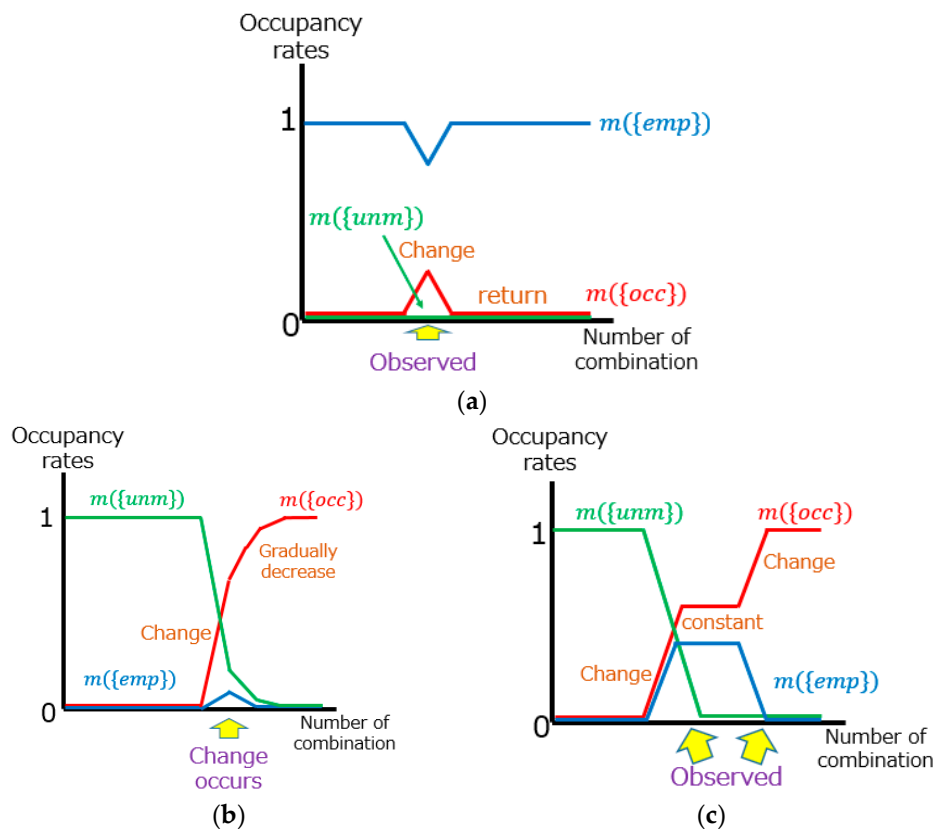 Occupancy
rates
1
m({emp})
m({unm})
Change
return
m({occ})
0
Number of
combination
Observed
(a)
Occupancy
rates
m({unm})
m({occ})
1
Gradually
decrease
Change
m({emp})
0
Number of
combination
Change
occurs
(b)
Occupancy
rates
m({unm})
m({occ})
1
Change
constant
Change
m({emp})
0
Number of
combination
Observed
(c)